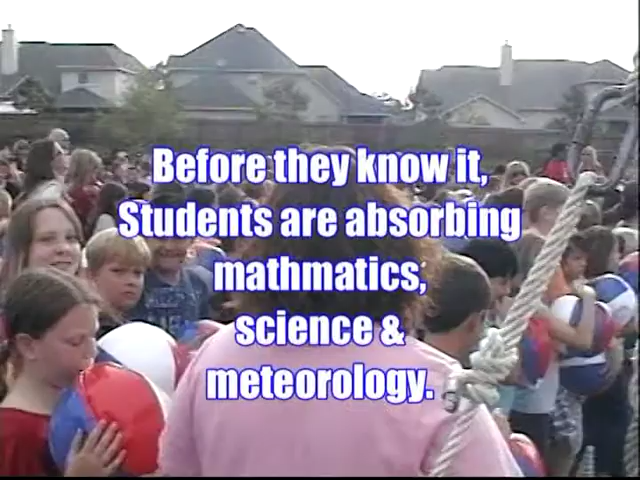 Before they know it,
Students are absorbing
mathmatics,
science &
meteorology.